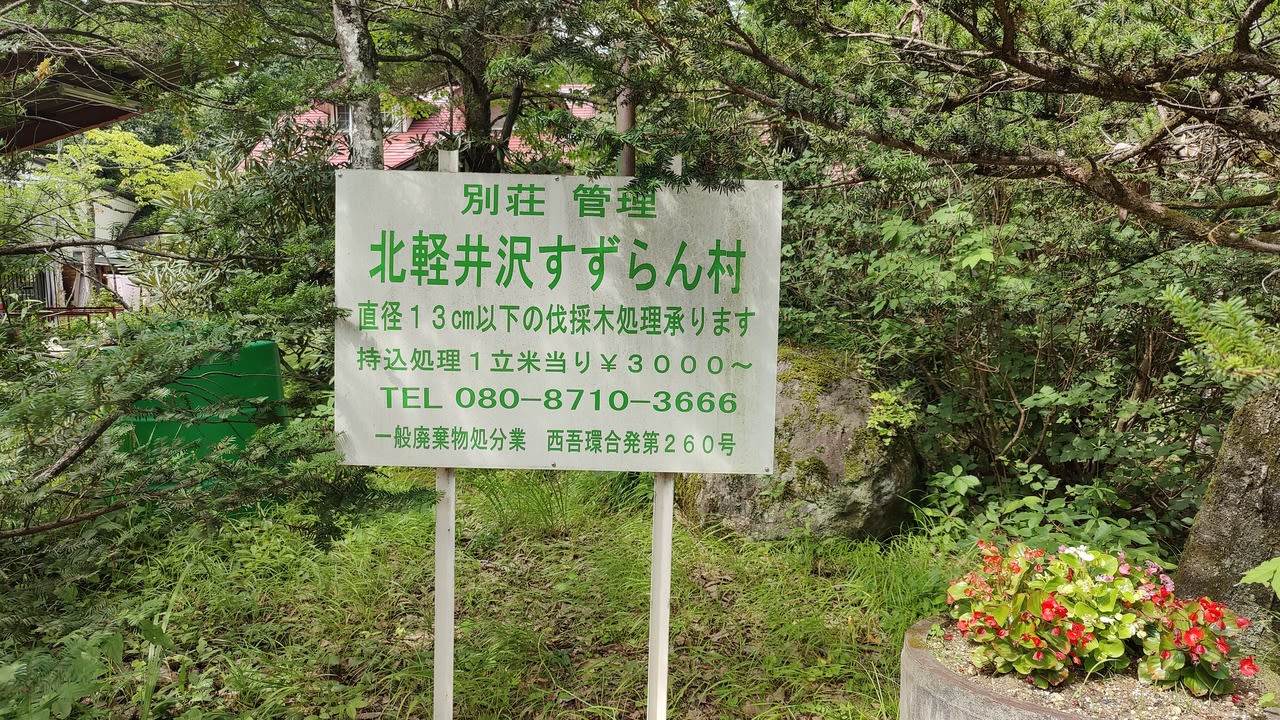 別荘 管理
北軽井沢すずらん村
直径１３㎝以下の伐採木処理承ります
持込処理１立米当り￥３０００～
TEL 080-8710-3666
一般廃棄物処分業　西吾環合発第２６０号